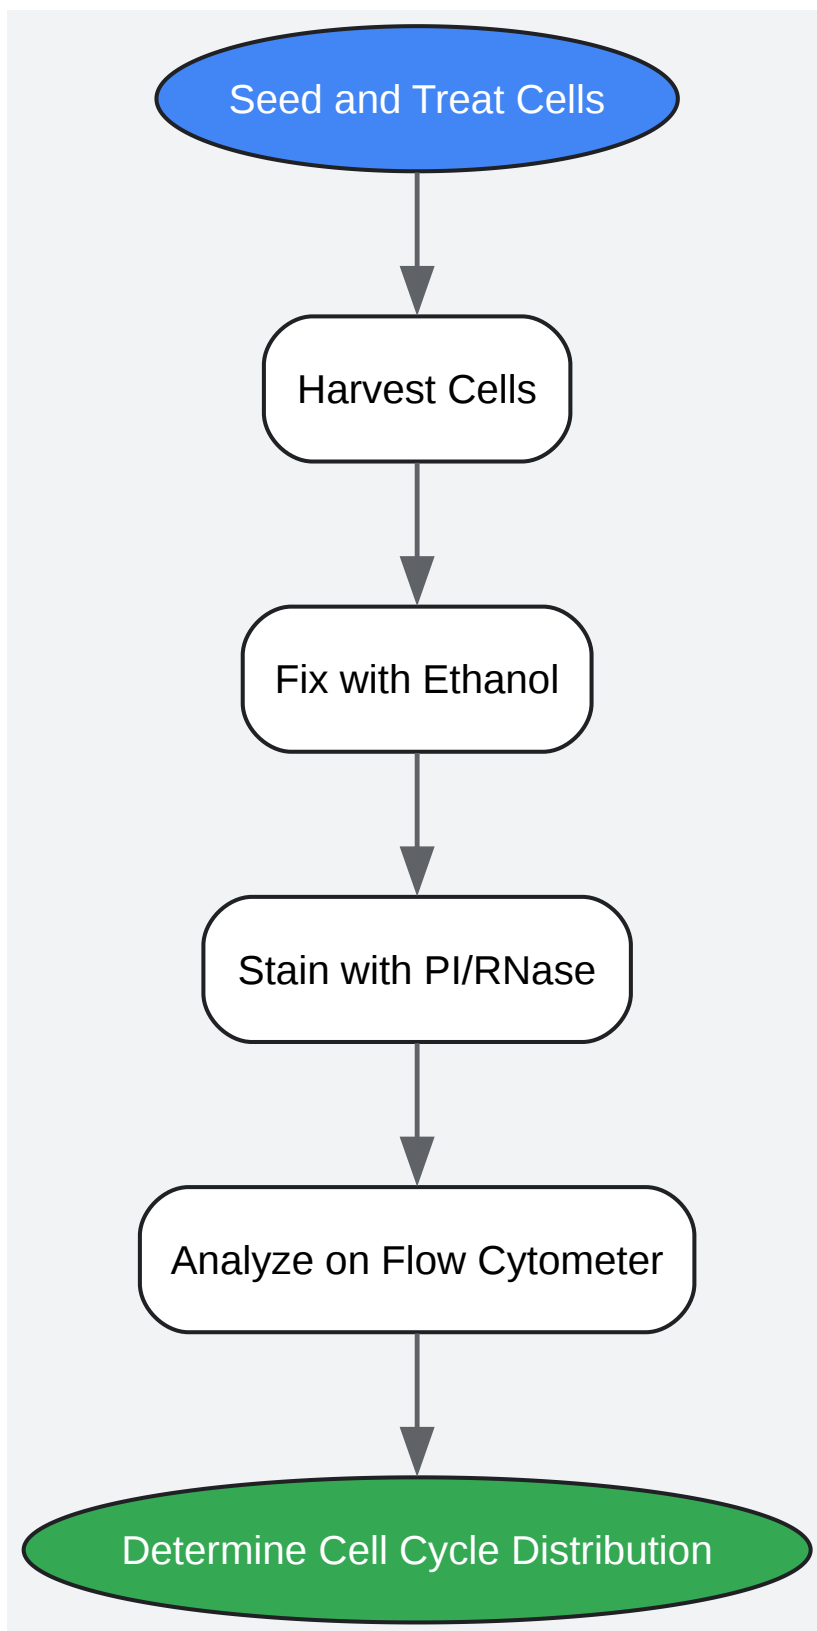 Seed and Treat Cells
Harvest Cells
Fix with Ethanol
Stain with PI/RNase
Analyze on Flow Cytometer
Determine Cell Cycle Distribution